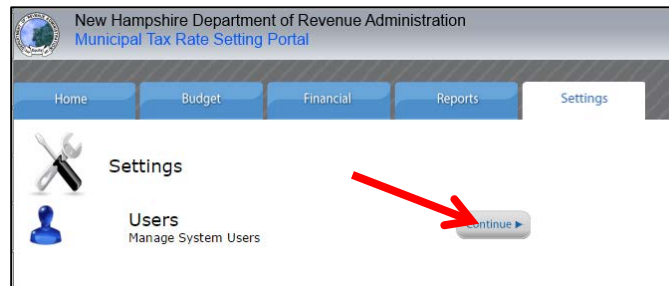 New Hampshire Department of Revenue Administration
Municipal Tax Rate Setting Portal
Home Budget Financial Reports Settings
Settings
Users
Manage System Users
Continue ▶